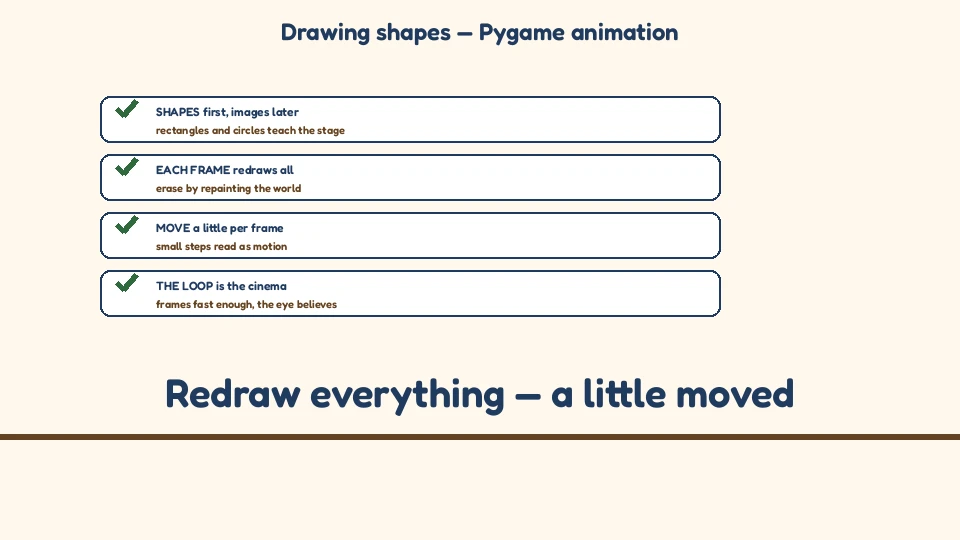 Drawing shapes — Pygame animation
SHAPES first, images later
rectangles and circles teach the stage
EACH FRAME redraws all
erase by repainting the world
MOVE a little per frame
small steps read as motion
THE LOOP is the cinema
frames fast enough, the eye believes
Redraw everything — a little moved